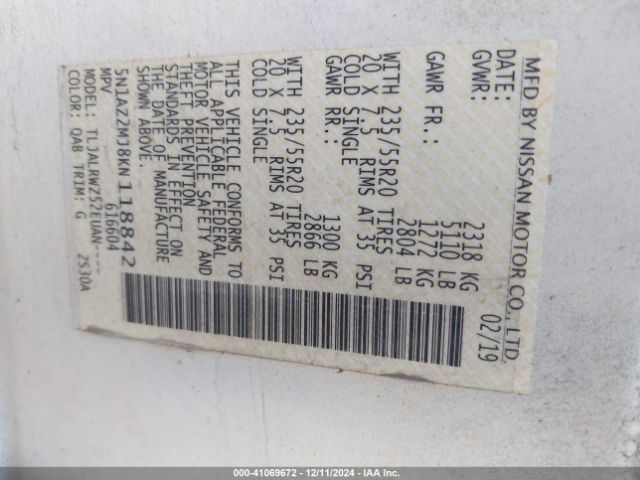 MFD BY NISSAN MOTOR CO., LTD.
DATE: 02/19
GVWR: 2318 KG
5110 LB
GAWR FR.: 1272 KG
2804 LB
WITH 235/55R20 TIRES
20 X 7.5 RIMS AT 35 PSI
COLD SINGLE
GAWR RR.: 1300 KG
2866 LB
WITH 235/55R20 TIRES
20 X 7.5 RIMS AT 35 PSI
COLD SINGLE
THIS VEHICLE CONFORMS TO
ALL APPLICABLE FEDERAL
MOTOR VEHICLE SAFETY AND
THEFT PREVENTION
STANDARDS IN EFFECT ON
THE DATE OF MANUFACTURE
SHOWN ABOVE.
5N1AZ2MJ8KN118842
MPV 616604
MODEL: TLJALRWZ52EUAN----
COLOR: QAB TRIM: G 2S30A
000-41069672 - 12/11/2024 - IAA Inc.